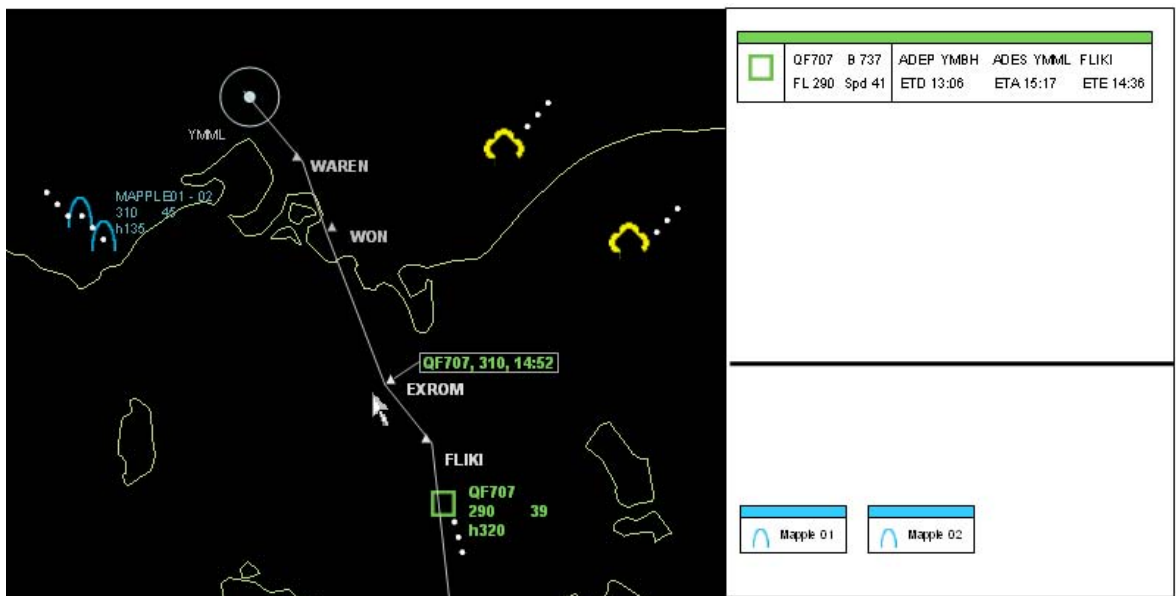 YMML
WAREN
MAPPLE01 - 02
310 45
h135
WON
QF707, 310, 14:52
EXROM
FLIKI
QF707
290 39
h320
QF707 B 737 ADEP YMBH ADES YMML FLIKI
FL 290 Spd 41 ETD 13:06 ETA 15:17 ETE 14:36
Mapple 01 Mapple 02